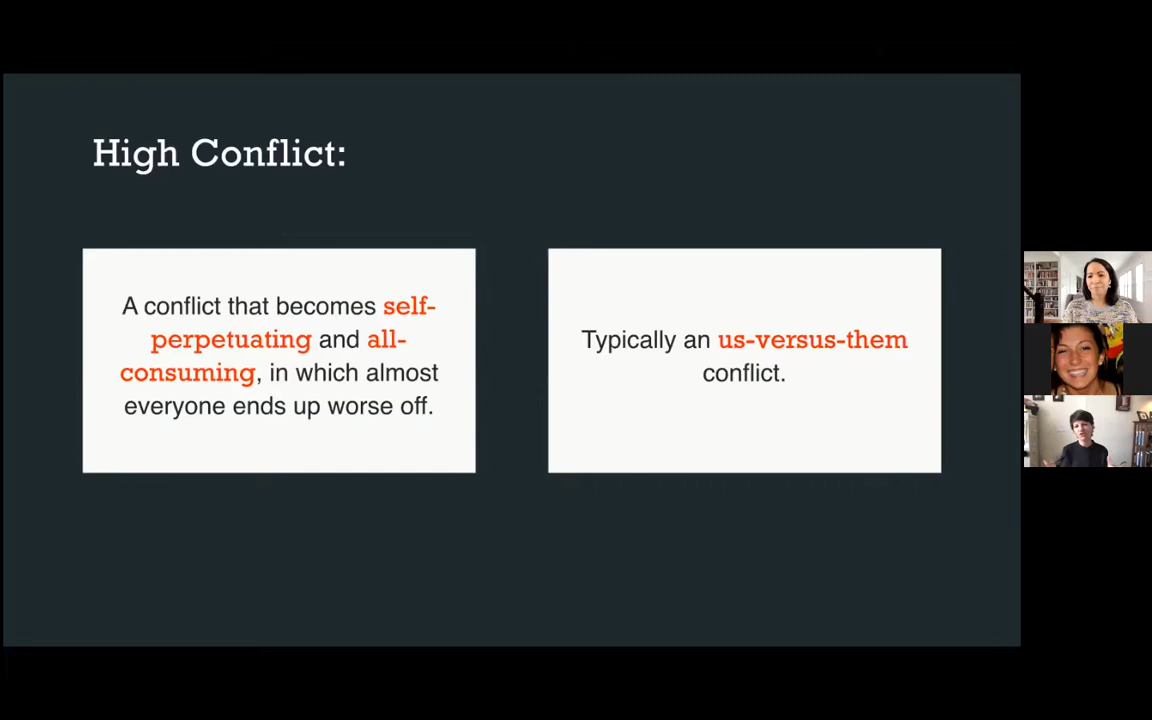 High Conflict:
A conflict that becomes self-
perpetuating and all-
consuming, in which almost
everyone ends up worse off.
Typically an us-versus-them
conflict.